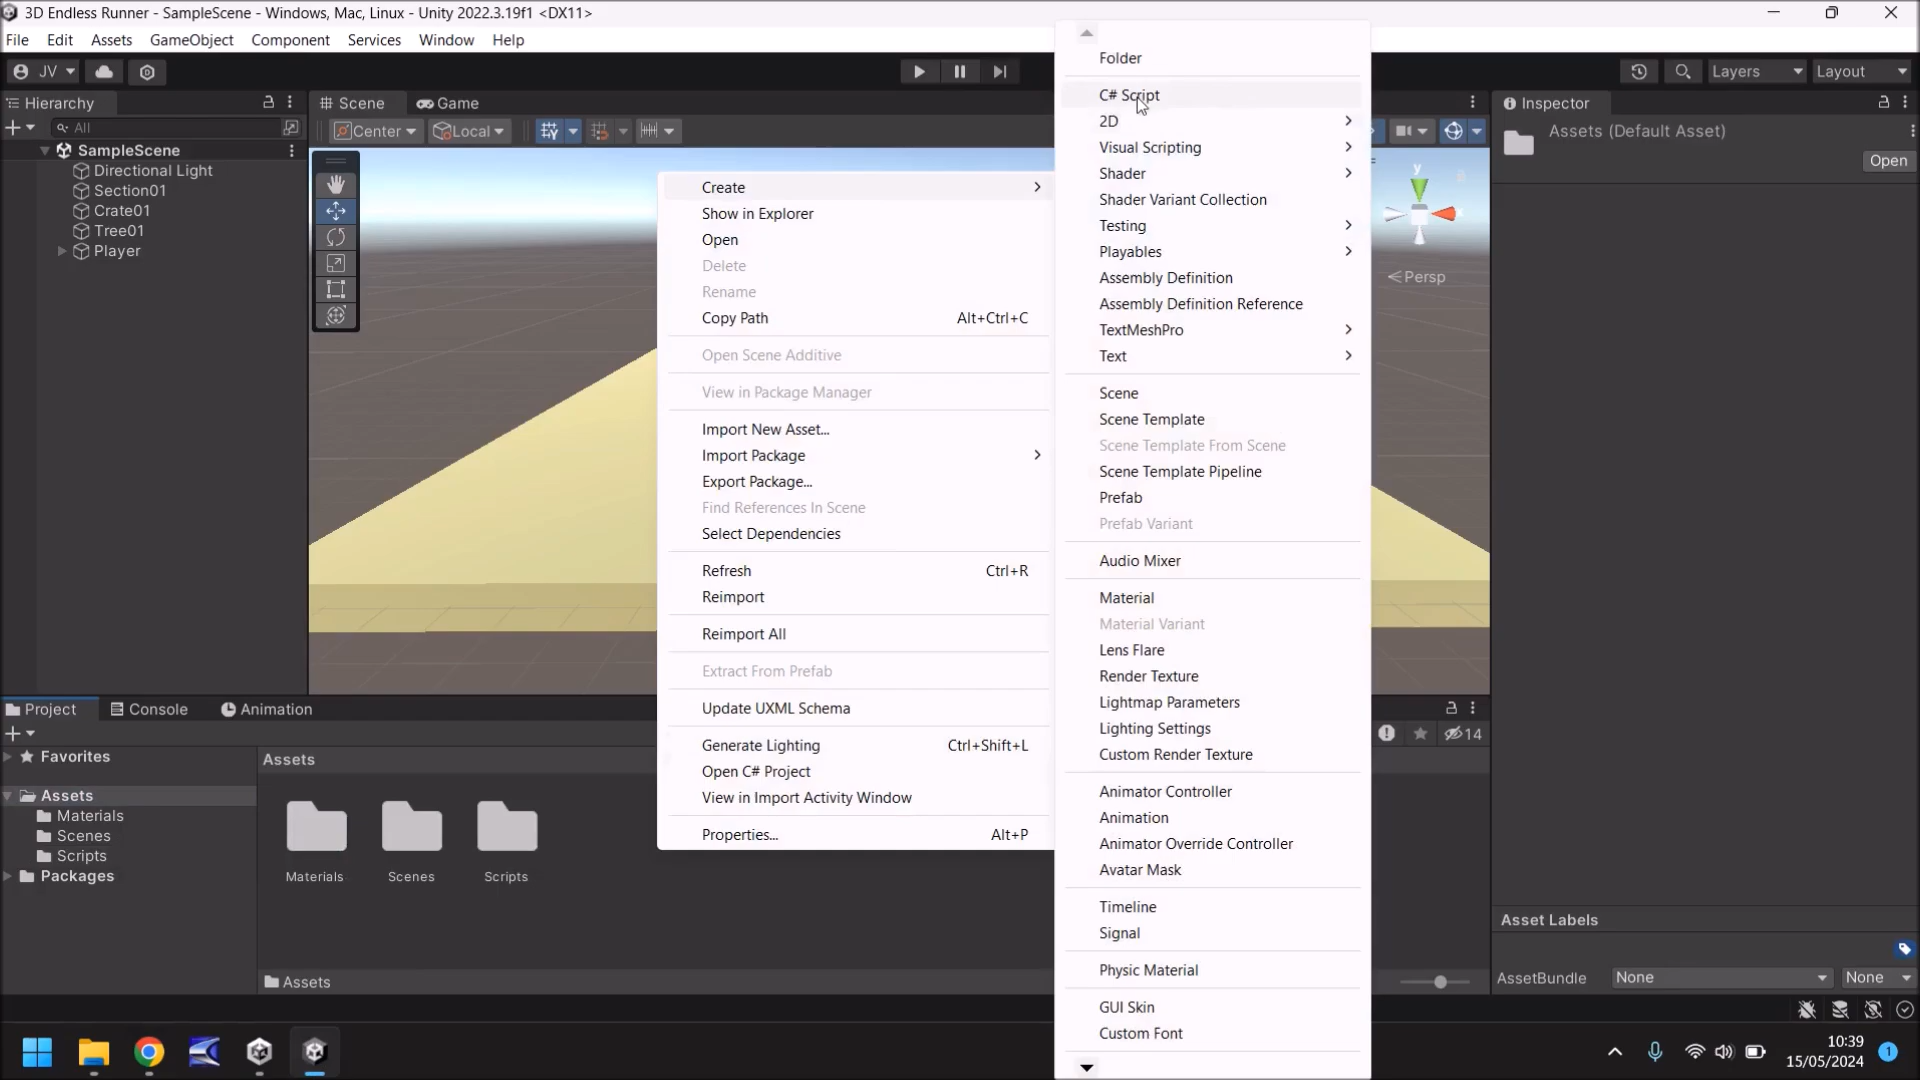 3D Endless Runner - SampleScene - Windows, Mac, Linux - Unity 2022.3.19f1 <DX11>
File Edit Assets GameObject Component Services Window Help
JV
Layers
Layout
Hierarchy
All
SampleScene
Directional Light
Section01
Crate01
Tree01
Player
Scene
Game
Center
Local
y
Persp
Create
Show in Explorer
Open
Delete
Rename
Copy Path Alt+Ctrl+C
Open Scene Additive
View in Package Manager
Import New Asset...
Import Package
Export Package...
Find References In Scene
Select Dependencies
Refresh Ctrl+R
Reimport
Reimport All
Extract From Prefab
Update UXML Schema
Generate Lighting Ctrl+Shift+L
Open C# Project
View in Import Activity Window
Properties... Alt+P
Folder
C# Script
2D
Visual Scripting
Shader
Shader Variant Collection
Testing
Playables
Assembly Definition
Assembly Definition Reference
TextMeshPro
Text
Scene
Scene Template
Scene Template From Scene
Scene Template Pipeline
Prefab
Prefab Variant
Audio Mixer
Material
Material Variant
Lens Flare
Render Texture
Lightmap Parameters
Lighting Settings
Custom Render Texture
Animator Controller
Animation
Animator Override Controller
Avatar Mask
Timeline
Signal
Physic Material
GUI Skin
Custom Font
Inspector
Assets (Default Asset)
Open
Project
Console
Animation
14
Favorites
Assets
Materials
Scenes
Scripts
Packages
Assets
Materials
Scenes
Scripts
Assets
Asset Labels
AssetBundle None None
10:39
15/05/2024
1